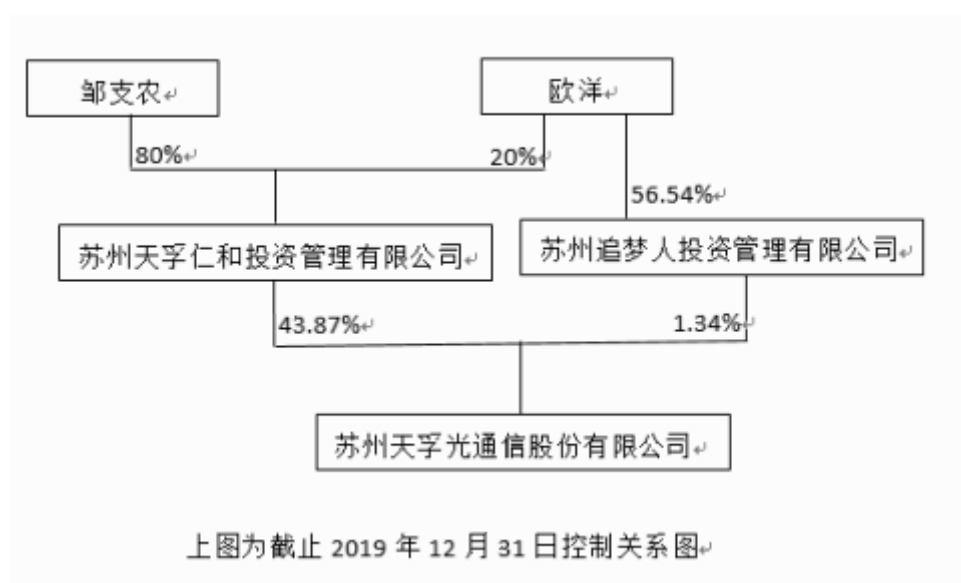 邹支农
欧洋
80%
20%
56.54%
苏州天孚仁和投资管理有限公司
苏州追梦人投资管理有限公司
43.87%
1.34%
苏州天孚光通信股份有限公司
上图为截止 2019 年 12 月 31 日控制关系图